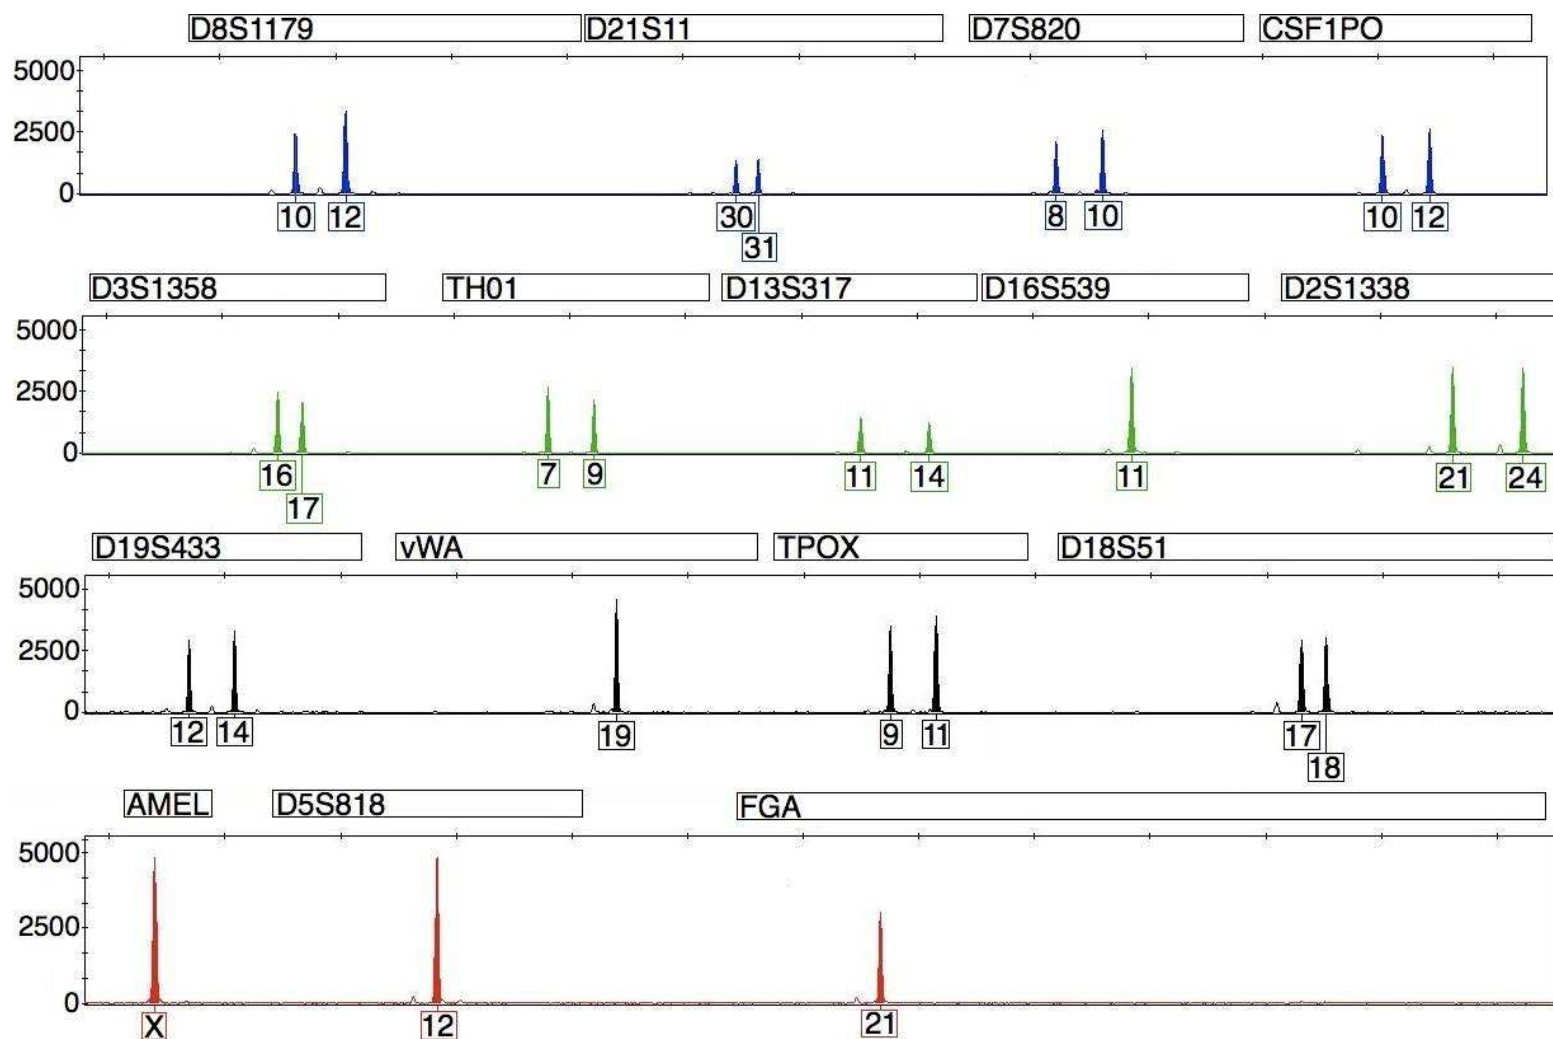 D8S1179 D21S11 D7S820 CSF1PO
5000
2500
0
10 12 30 8 10 10 12
31
D3S1358 TH01 D13S317 D16S539 D2S1338
5000
2500
0
16 7 9 11 14 11 21 24
17
D19S433 vWA TPOX D18S51
5000
2500
0
12 14 19 9 11 17
18
AMEL D5S818 FGA
5000
2500
0
X 12 21